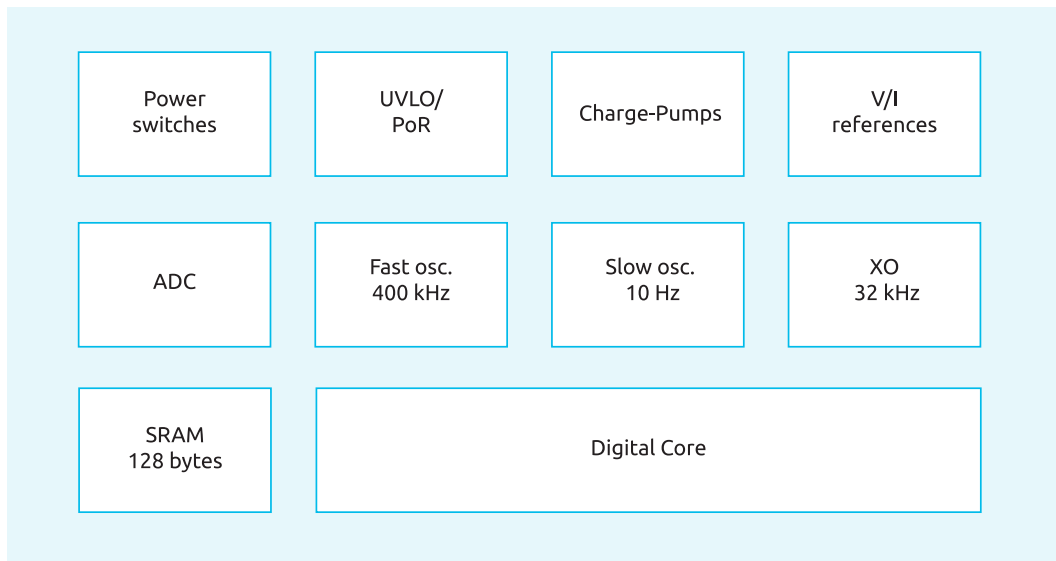 Power
switches
UVLO/
PoR
Charge-Pumps
V/I
references
ADC
Fast osc.
400 kHz
Slow osc.
10 Hz
XO
32 kHz
SRAM
128 bytes
Digital Core